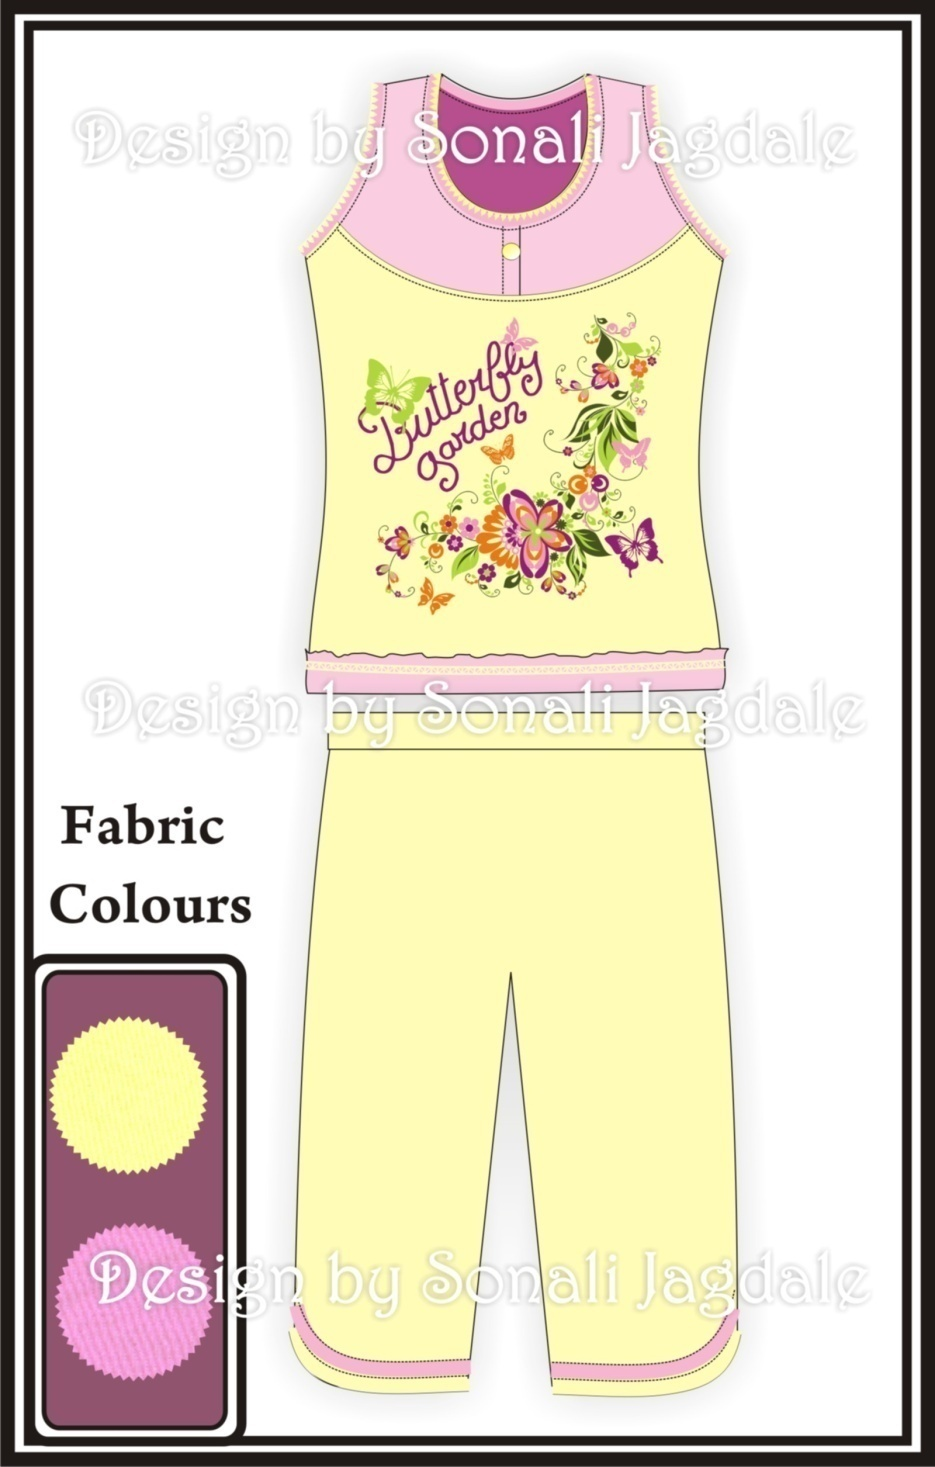 Design by Sonali Jagdale
Butterfly
garden
Design by Sonali Jagdale
Fabric
Colours
Design by Sonali Jagdale